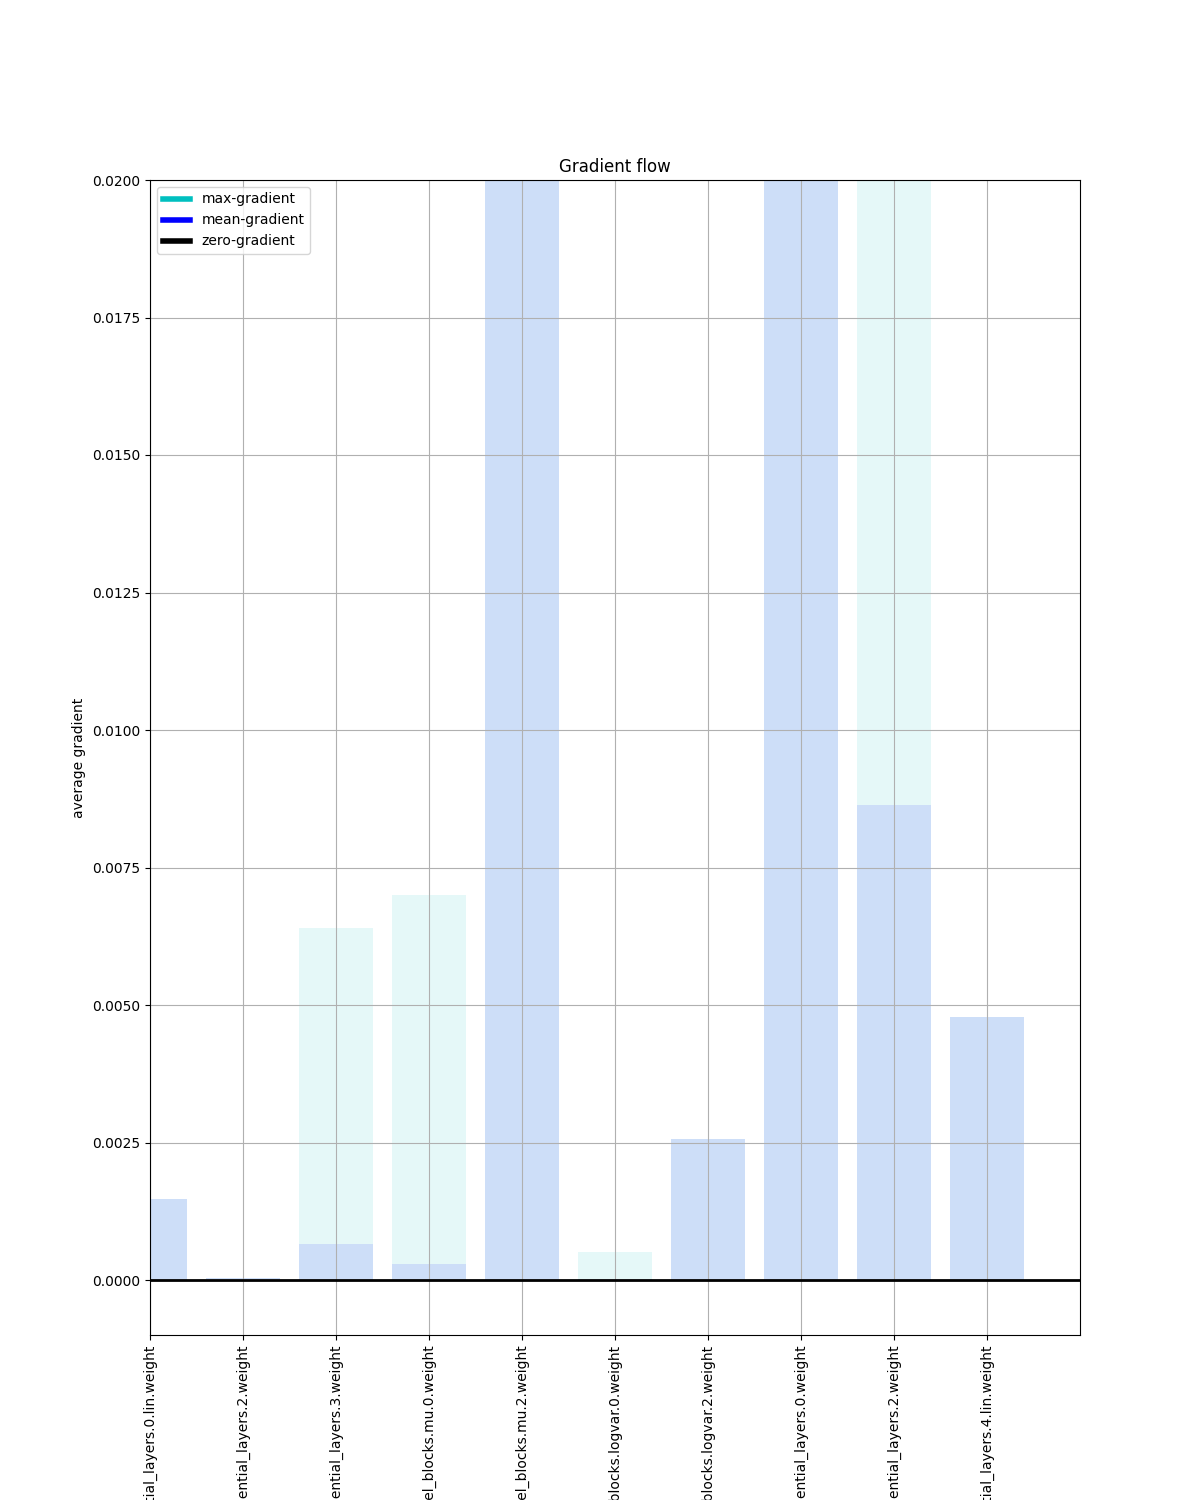 Gradient flow
max-gradient
mean-gradient
zero-gradient
0.0200
0.0175
0.0150
0.0125
0.0100
0.0075
0.0050
0.0025
0.0000
average gradient
tial_layers.0.lin.weight
ential_layers.2.weight
ential_layers.3.weight
el_blocks.mu.0.weight
el_blocks.mu.2.weight
blocks.logvar.0.weight
blocks.logvar.2.weight
ential_layers.0.weight
ential_layers.2.weight
tial_layers.4.lin.weight